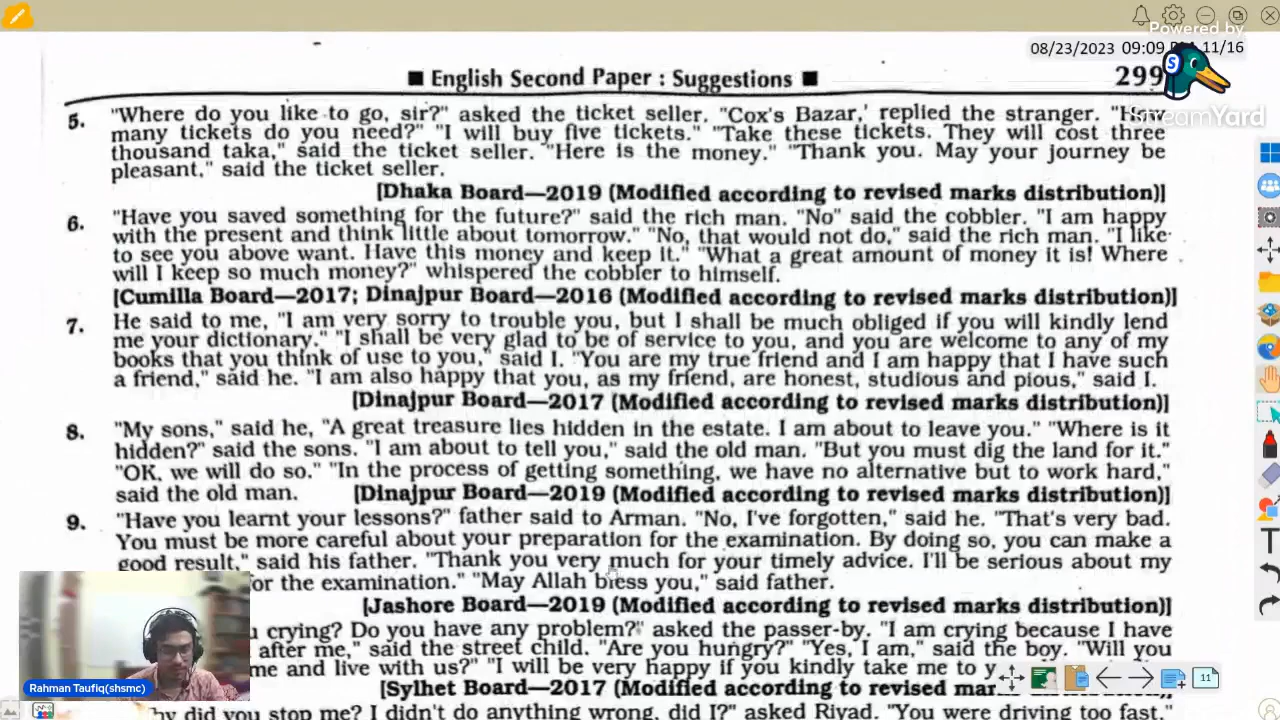 Powered by
StreamYard
08/23/2023 09:09 11/16
■ English Second Paper : Suggestions ■ 299
5. "Where do you like to go, sir?" asked the ticket seller. "Cox's Bazar,' replied the stranger.
many tickets do you need?" "I will buy five tickets." "Take these tickets. They will cost three
thousand taka," said the ticket seller. "Here is the money." "Thank you. May your journey be
pleasant," said the ticket seller.
[Dhaka Board—2019 (Modified according to revised marks distribution)]
6. "Have you saved something for the future?" said the rich man. "No" said the cobbler. "I am happy
with the present and think little about tomorrow." "No, that would not do," said the rich man. "I like
to see you above want. Have this money and keep it." "What a great amount of money it is! Where
will I keep so much money?" whispered the cobbler to himself.
[Cumilla Board—2017; Dinajpur Board—2016 (Modified according to revised marks distribution)]
7. He said to me, "I am very sorry to trouble you, but I shall be much obliged if you will kindly lend
me your dictionary." "I shall be very glad to be of service to you, and you are welcome to any of my
books that you think of use to you," said I. "You are my true friend and I am happy that I have such
a friend," said he. "I am also happy that you, as my friend, are honest, studious and pious," said I.
[Dinajpur Board—2017 (Modified according to revised marks distribution)]
8. "My sons," said he, "A great treasure lies hidden in the estate. I am about to leave you." "Where is it
hidden?" said the sons. "I am about to tell you," said the old man. "But you must dig the land for it."
"OK, we will do so." "In the process of getting something, we have no alternative but to work hard,"
said the old man. [Dinajpur Board—2019 (Modified according to revised marks distribution)]
9. "Have you learnt your lessons?" father said to Arman. "No, I've forgotten," said he. "That's very bad.
You must be more careful about your preparation for the examination. By doing so, you can make a
good result," said his father. "Thank you very much for your timely advice. I'll be serious about my
for the examination." "May Allah bless you," said father.
[Jashore Board—2019 (Modified according to revised marks distribution)]
crying? Do you have any problem?" asked the passer-by. "I am crying because I have
after me," said the street child. "Are you hungry?" "Yes, I am," said the boy. "Will you
me and live with us?" "I will be very happy if you kindly take me to
[Sylhet Board—2017 (Modified according to revised
did you stop me? I didn't do anything wrong, did I?" asked Riyad. "You were driving too fast,"
Rahman Taufiq(shsmc)
11